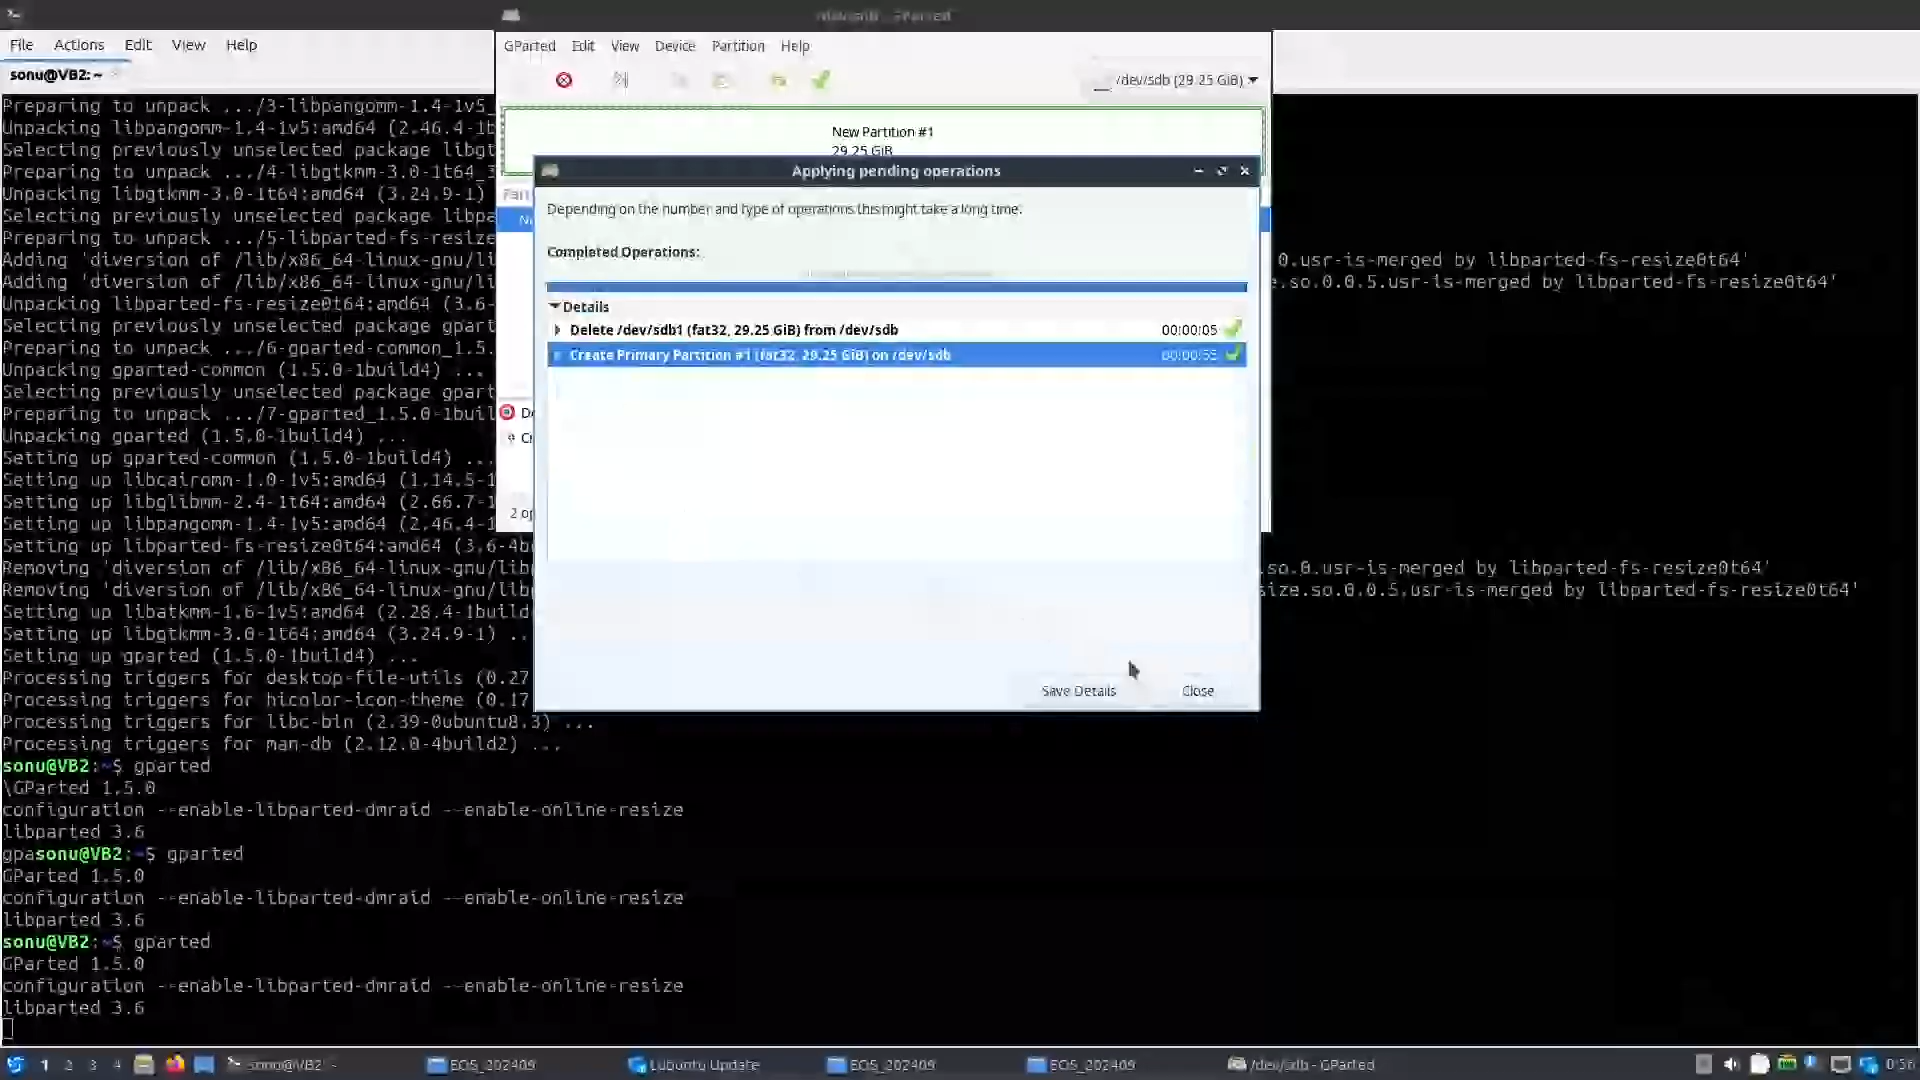 File Actions Edit View Help
sonu@VB2: ~
Preparing to unpack .../3-libpangomm-1.4-1v5_
Unpacking libpangomm-1.4-1v5:amd64 (2.46.4-1b
Selecting previously unselected package libgt
Preparing to unpack .../4-libgtkmm-3.0-1t64_3
Unpacking libgtkmm-3.0-1t64:amd64 (3.24.9-1)
Selecting previously unselected package libpa
Preparing to unpack .../5-libparted-fs-resize
Adding 'diversion of /lib/x86_64-linux-gnu/li 0.usr-is-merged by libparted-fs-resize0t64'
Adding 'diversion of /lib/x86_64-linux-gnu/li .so.0.0.5.usr-is-merged by libparted-fs-resize0t64'
Unpacking libparted-fs-resize0t64:amd64 (3.6-
Selecting previously unselected package gpart
Preparing to unpack .../6-gparted-common_1.5.
Unpacking gparted-common (1.5.0-1build4) ...
Selecting previously unselected package gpart
Preparing to unpack .../7-gparted_1.5.0-1buil
Unpacking gparted (1.5.0-1build4) ...
Setting up gparted-common (1.5.0-1build4) ...
Setting up libcairomm-1.0-1v5:amd64 (1.14.5-1
Setting up libglibmm-2.4-1t64:amd64 (2.66.7-1
Setting up libpangomm-1.4-1v5:amd64 (2.46.4-1
Setting up libparted-fs-resize0t64:amd64 (3.6-4b
Removing 'diversion of /lib/x86_64-linux-gnu/lib .so.0.usr-is-merged by libparted-fs-resize0t64'
Removing 'diversion of /lib/x86_64-linux-gnu/lib size.so.0.0.5.usr-is-merged by libparted-fs-resize0t64'
Setting up libatkmm-1.6-1v5:amd64 (2.28.4-1build
Setting up libgtkmm-3.0-1t64:amd64 (3.24.9-1) ..
Setting up gparted (1.5.0-1build4) ...
Processing triggers for desktop-file-utils (0.27
Processing triggers for hicolor-icon-theme (0.17
Processing triggers for libc-bin (2.39-0ubuntu8.3) ...
Processing triggers for man-db (2.12.0-4build2) ...
sonu@VB2:~$ gparted
\GParted 1.5.0
configuration --enable-libparted-dmraid --enable-online-resize
libparted 3.6
gpasonu@VB2:~$ gparted
GParted 1.5.0
configuration --enable-libparted-dmraid --enable-online-resize
libparted 3.6
sonu@VB2:~$ gparted
GParted 1.5.0
configuration --enable-libparted-dmraid --enable-online-resize
libparted 3.6
/dev/sdb - GParted
GParted Edit View Device Partition Help
/dev/sdb (29.25 GiB)
New Partition #1
29.25 GiB
Part
2 op
Applying pending operations
Depending on the number and type of operations this might take a long time.
Completed Operations:
Details
Delete /dev/sdb1 (fat32, 29.25 GiB) from /dev/sdb 00:00:05
Create Primary Partition #1 (fat32, 29.25 GiB) on /dev/sdb 00:00:55
Save Details Close
1 2 3 4 sonu@VB2: ~ EOS_202409 Lubuntu Update EOS_202409 EOS_202409 /dev/sdb - GParted 0:56